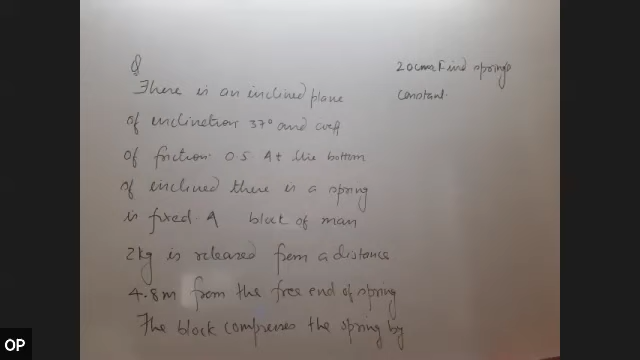 Q
There is an inclined plane
of inclination 37° and coeff
of friction 0.5 At the bottom
of inclined there is a spring
is fixed. A block of mass
2kg is released from a distance
4.8m from the free end of spring
The block compresses the spring by
20cm. Find spring
constant.
OP